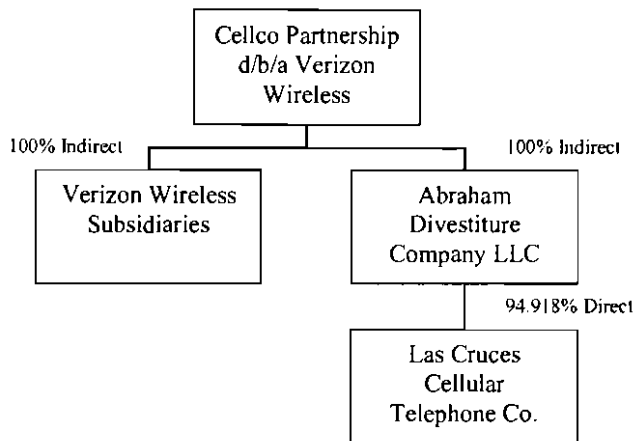 Cellco Partnership
d/b/a Verizon
Wireless
100% Indirect
100% Indirect
Verizon Wireless
Subsidiaries
Abraham
Divestiture
Company LLC
94.918% Direct
Las Cruces
Cellular
Telephone Co.